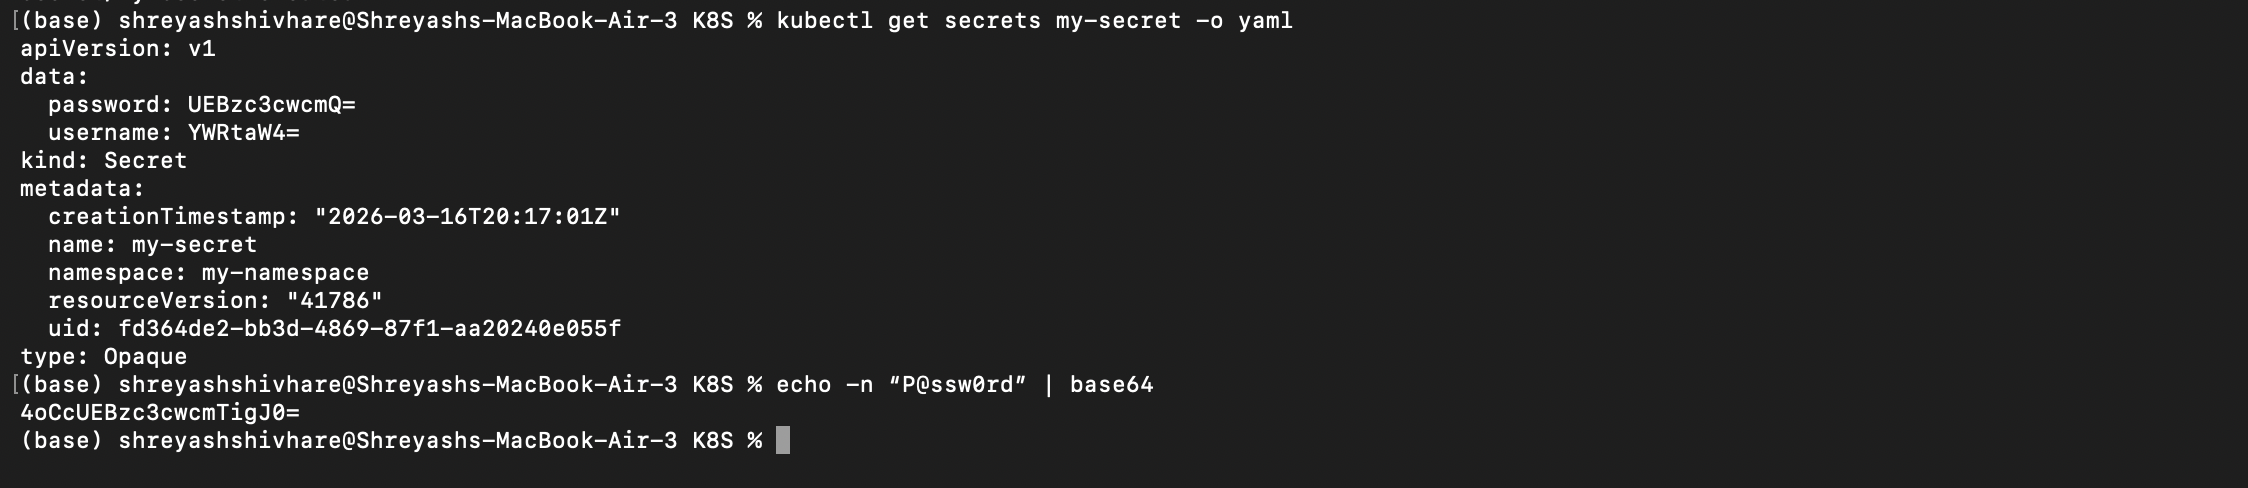 [(base) shreyashshivhare@Shreyashs-MacBook-Air-3 K8S % kubectl get secrets my-secret -o yaml
apiVersion: v1
data:
  password: UEBzc3cwcmQ=
  username: YWRtaW4=
kind: Secret
metadata:
  creationTimestamp: "2026-03-16T20:17:01Z"
  name: my-secret
  namespace: my-namespace
  resourceVersion: "41786"
  uid: fd364de2-bb3d-4869-87f1-aa20240e055f
type: Opaque
[(base) shreyashshivhare@Shreyashs-MacBook-Air-3 K8S % echo -n “P@ssw0rd” | base64
4oCcUEBzc3cwcmTigJ0=
(base) shreyashshivhare@Shreyashs-MacBook-Air-3 K8S %